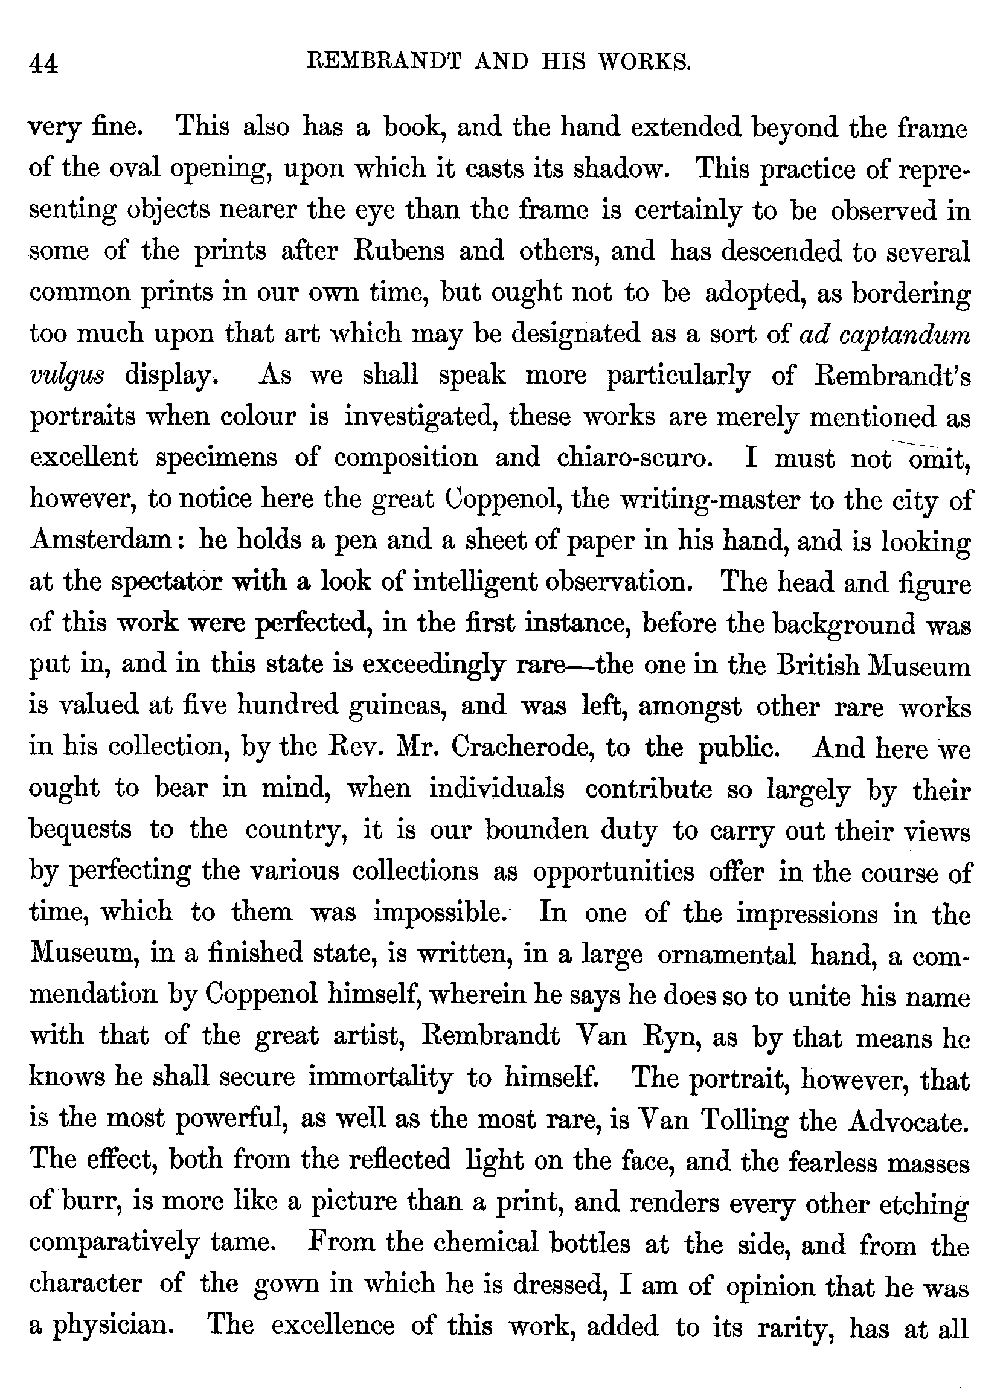 44 REMBRANDT AND HIS WORKS.
very fine. This also has a book, and the hand extended beyond the frame
of the oval opening, upon which it casts its shadow. This practice of repre-
senting objects nearer the eye than the frame is certainly to be observed in
some of the prints after Rubens and others, and has descended to several
common prints in our own time, but ought not to be adopted, as bordering
too much upon that art which may be designated as a sort of ad captandum
vulgus display. As we shall speak more particularly of Rembrandt's
portraits when colour is investigated, these works are merely mentioned as
excellent specimens of composition and chiaro-scuro. I must not omit,
however, to notice here the great Coppenol, the writing-master to the city of
Amsterdam: he holds a pen and a sheet of paper in his hand, and is looking
at the spectator with a look of intelligent observation. The head and figure
of this work were perfected, in the first instance, before the background was
put in, and in this state is exceedingly rare—the one in the British Museum
is valued at five hundred guineas, and was left, amongst other rare works
in his collection, by the Rev. Mr. Cracherode, to the public. And here we
ought to bear in mind, when individuals contribute so largely by their
bequests to the country, it is our bounden duty to carry out their views
by perfecting the various collections as opportunities offer in the course of
time, which to them was impossible. In one of the impressions in the
Museum, in a finished state, is written, in a large ornamental hand, a com-
mendation by Coppenol himself, wherein he says he does so to unite his name
with that of the great artist, Rembrandt Van Ryn, as by that means he
knows he shall secure immortality to himself. The portrait, however, that
is the most powerful, as well as the most rare, is Van Tolling the Advocate.
The effect, both from the reflected light on the face, and the fearless masses
of burr, is more like a picture than a print, and renders every other etching
comparatively tame. From the chemical bottles at the side, and from the
character of the gown in which he is dressed, I am of opinion that he was
a physician. The excellence of this work, added to its rarity, has at all